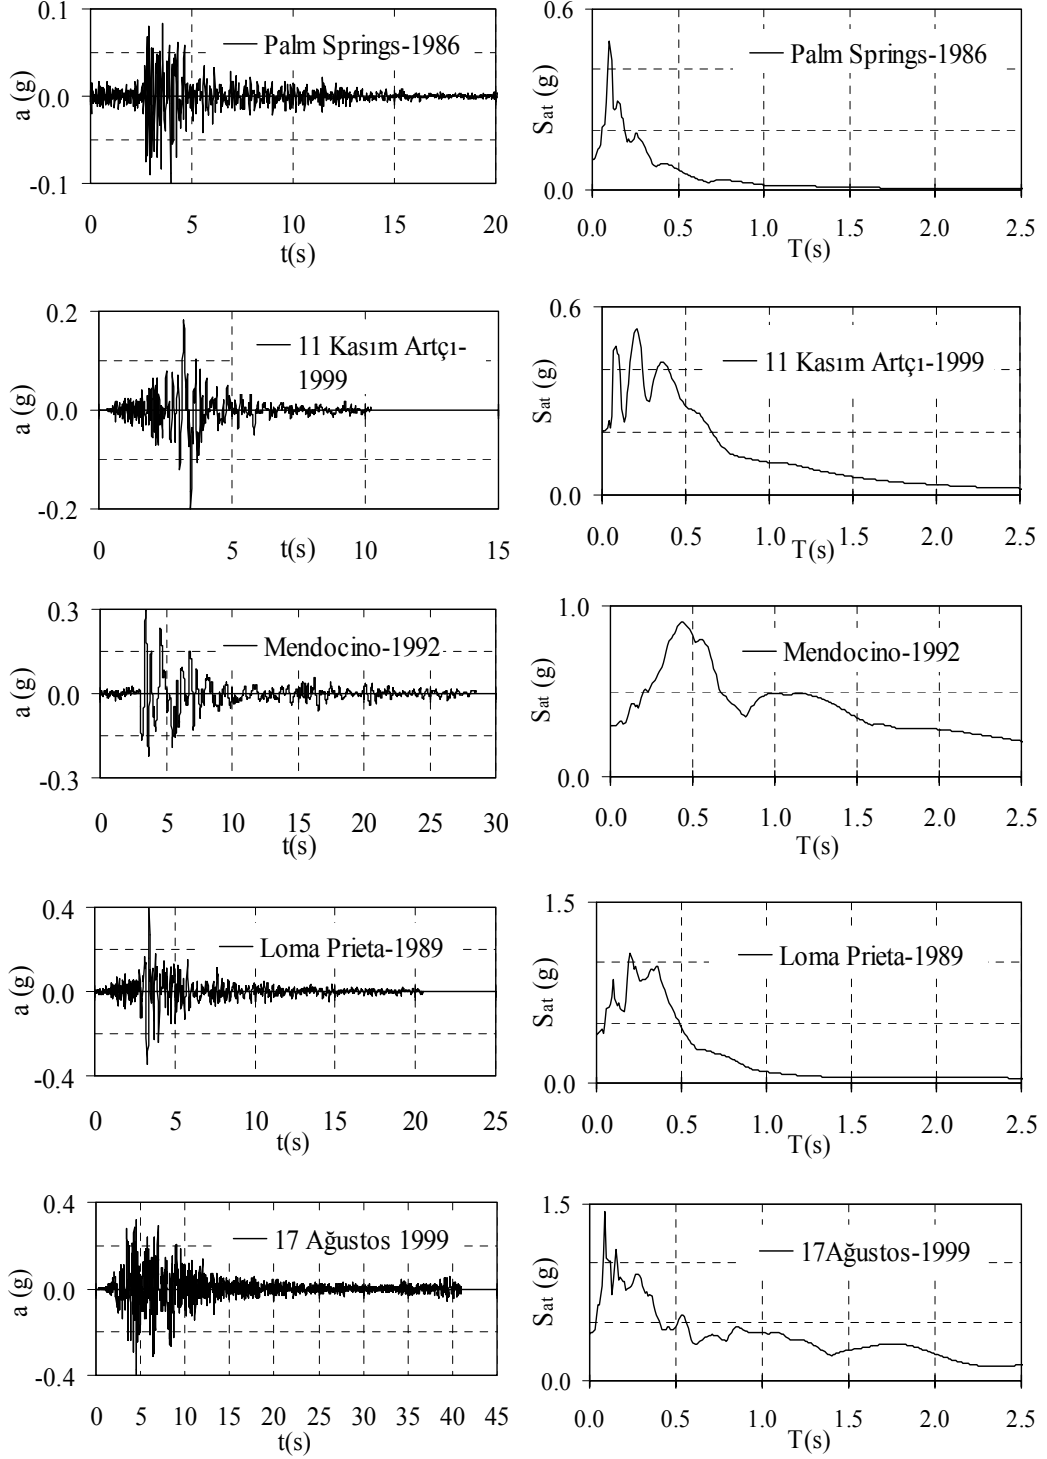 0.1
0.0
-0.1
a (g)
Palm Springs-1986
0 5 10 15 20
t(s)
0.6
0.0
Sat (g)
Palm Springs-1986
0.0 0.5 1.0 1.5 2.0 2.5
T(s)
0.2
0.0
-0.2
a (g)
11 Kasım Artçı-
1999
0 5 10 15
t(s)
0.6
0.0
Sat (g)
11 Kasım Artçı-1999
0.0 0.5 1.0 1.5 2.0 2.5
T(s)
0.3
0.0
-0.3
a (g)
Mendocino-1992
0 5 10 15 20 25 30
t(s)
1.0
0.0
Sat (g)
Mendocino-1992
0.0 0.5 1.0 1.5 2.0 2.5
T(s)
0.4
0.0
-0.4
a (g)
Loma Prieta-1989
0 5 10 15 20 25
t(s)
1.5
0.0
Sat (g)
Loma Prieta-1989
0.0 0.5 1.0 1.5 2.0 2.5
T(s)
0.4
0.0
-0.4
a (g)
17 Ağustos 1999
0 5 10 15 20 25 30 35 40 45
t(s)
1.5
0.0
Sat (g)
17Ağustos-1999
0.0 0.5 1.0 1.5 2.0 2.5
T(s)